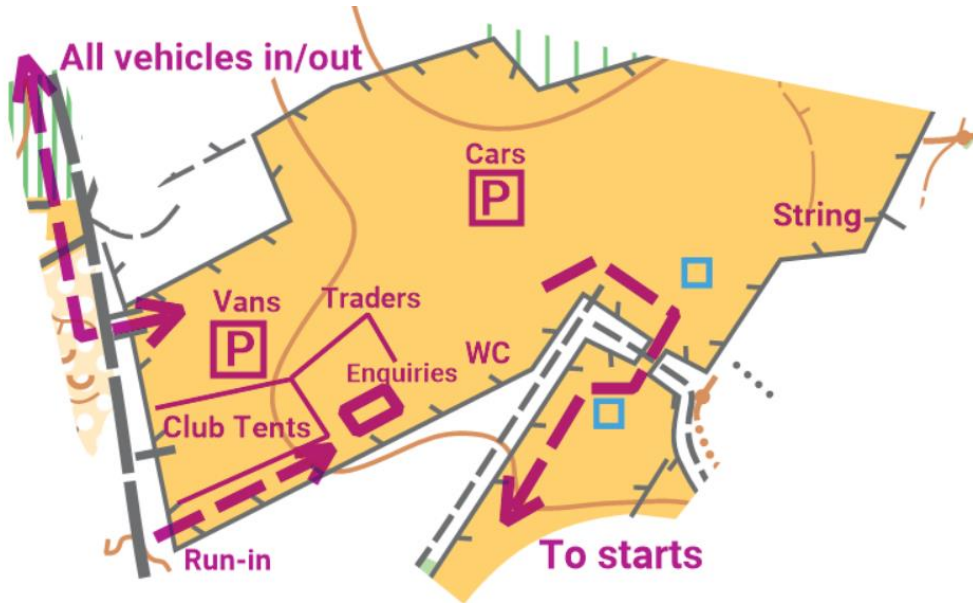 All vehicles in/out
Cars
P
String
Vans
Traders
P
WC
Enquiries
Club Tents
Run-in
To starts